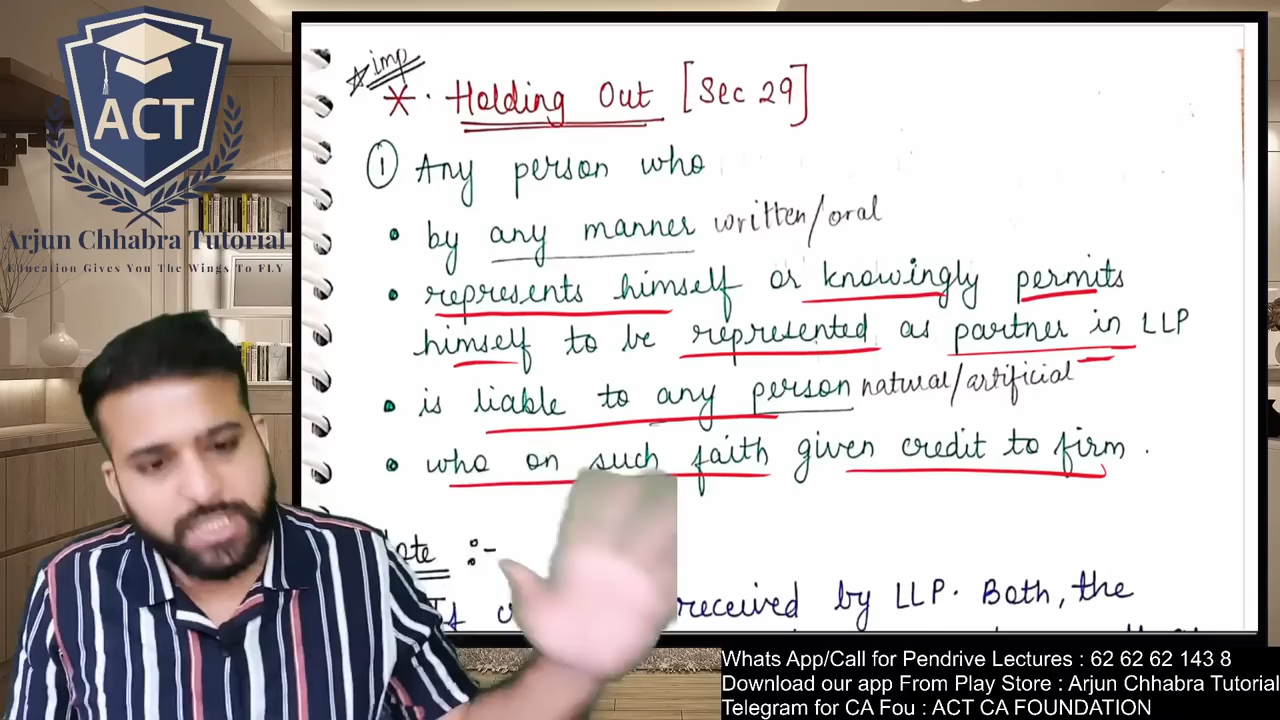 ACT
Arjun Chhabra Tutorial
Education Gives You The Wings To FLY
imp
Holding Out [Sec 29]
① Any person who
• by any manner written/oral
• represents himself or knowingly permits
himself to be represented as partner in LLP
• is liable to any person natural/artificial
• who on such faith given credit to firm.
:-
received by LLP. Both, the
Whats App/Call for Pendrive Lectures : 62 62 62 143 8
Download our app From Play Store : Arjun Chhabra Tutorial
Telegram for CA Fou : ACT CA FOUNDATION